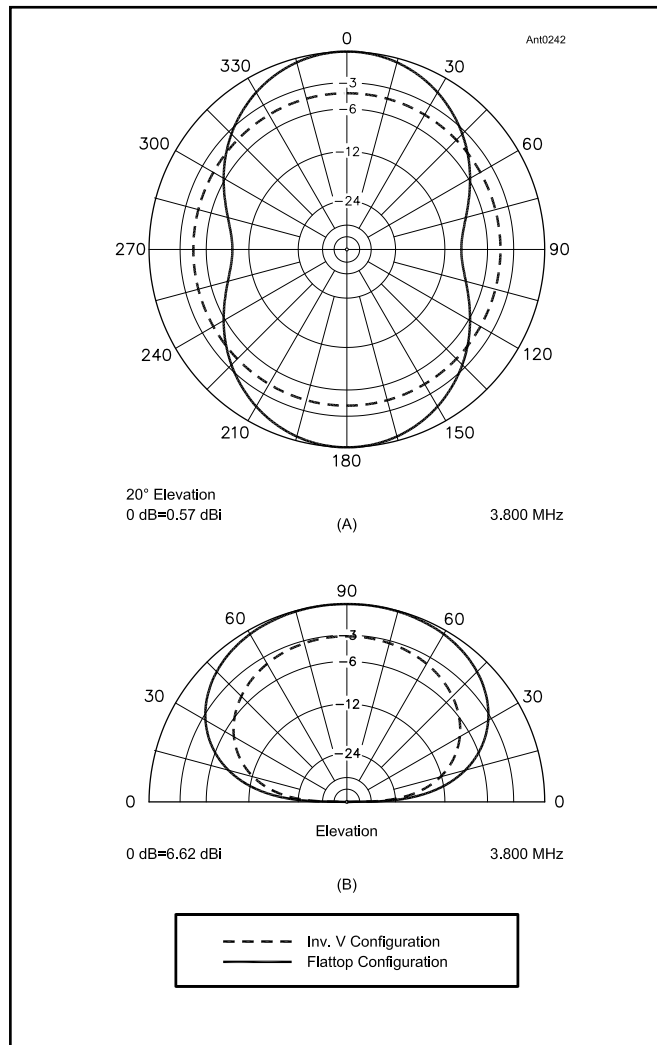 Ant0242
0
330 30
-3
-6
300 60
-12
-24
270 90
240 120
210 150
180
20° Elevation
0 dB=0.57 dBi 3.800 MHz
(A)
90
60 60
-3
-6
30 30
-12
-24
0 0
Elevation
0 dB=6.62 dBi 3.800 MHz
(B)
Inv. V Configuration
Flattop Configuration